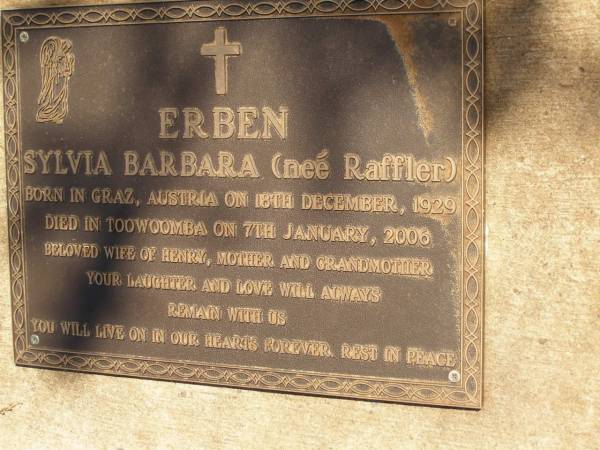 ERBEN
SYLVIA BARBARA (neé Raffler)
BORN IN GRAZ, AUSTRIA ON 18TH DECEMBER, 1929
DIED IN TOOWOOMBA ON 7TH JANUARY, 2006
BELOVED WIFE OF HENRY, MOTHER AND GRANDMOTHER
YOUR LAUGHTER AND LOVE WILL ALWAYS
REMAIN WITH US
YOU WILL LIVE ON IN OUR HEARTS FOREVER. REST IN PEACE